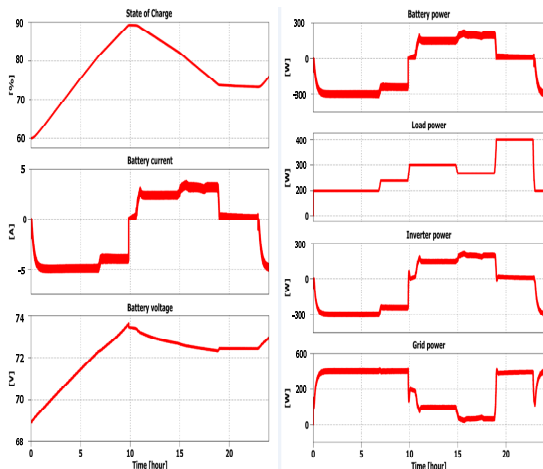 State of Charge
90
80
70
60
[%]
Battery current
5
0
-5
[A]
Battery voltage
74
72
70
68
[V]
0 5 10 15 20
Time [hour]
Battery power
300
0
-300
[W]
Load power
400
300
200
0
[W]
Inverter power
300
0
-300
[W]
Grid power
600
200
0
[W]
0 5 10 15 20
Time [hour]